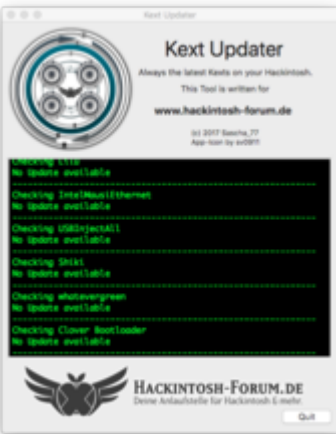 Kext Updater
Kext Updater
Always the latest Kexts on your Hackintosh.
This Tool is written for
www.hackintosh-forum.de
(c) 2017 Sascha_77
App-Icon by av0911
Checking Lilu
No Update available
Checking IntelMausiEthernet
No Update available
Checking USBInjectAll
No Update available
Checking Shiki
No Update available
Checking whatevergreen
No Update available
Checking Clover Bootloader
No Update available
HACKINTOSH-FORUM.DE
Deine Anlaufstelle für Hackintosh & mehr.
Quit